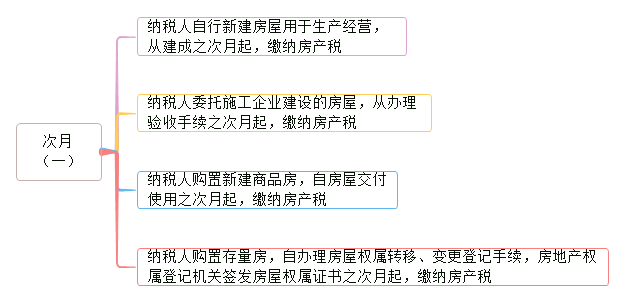 次月
（一）
纳税人自行新建房屋用于生产经营，
从建成之次月起，缴纳房产税
纳税人委托施工企业建设的房屋，从办理
验收手续之次月起，缴纳房产税
纳税人购置新建商品房，自房屋交付
使用之次月起，缴纳房产税
纳税人购置存量房，自办理房屋权属转移、变更登记手续，房地产权
属登记机关签发房屋权属证书之次月起，缴纳房产税